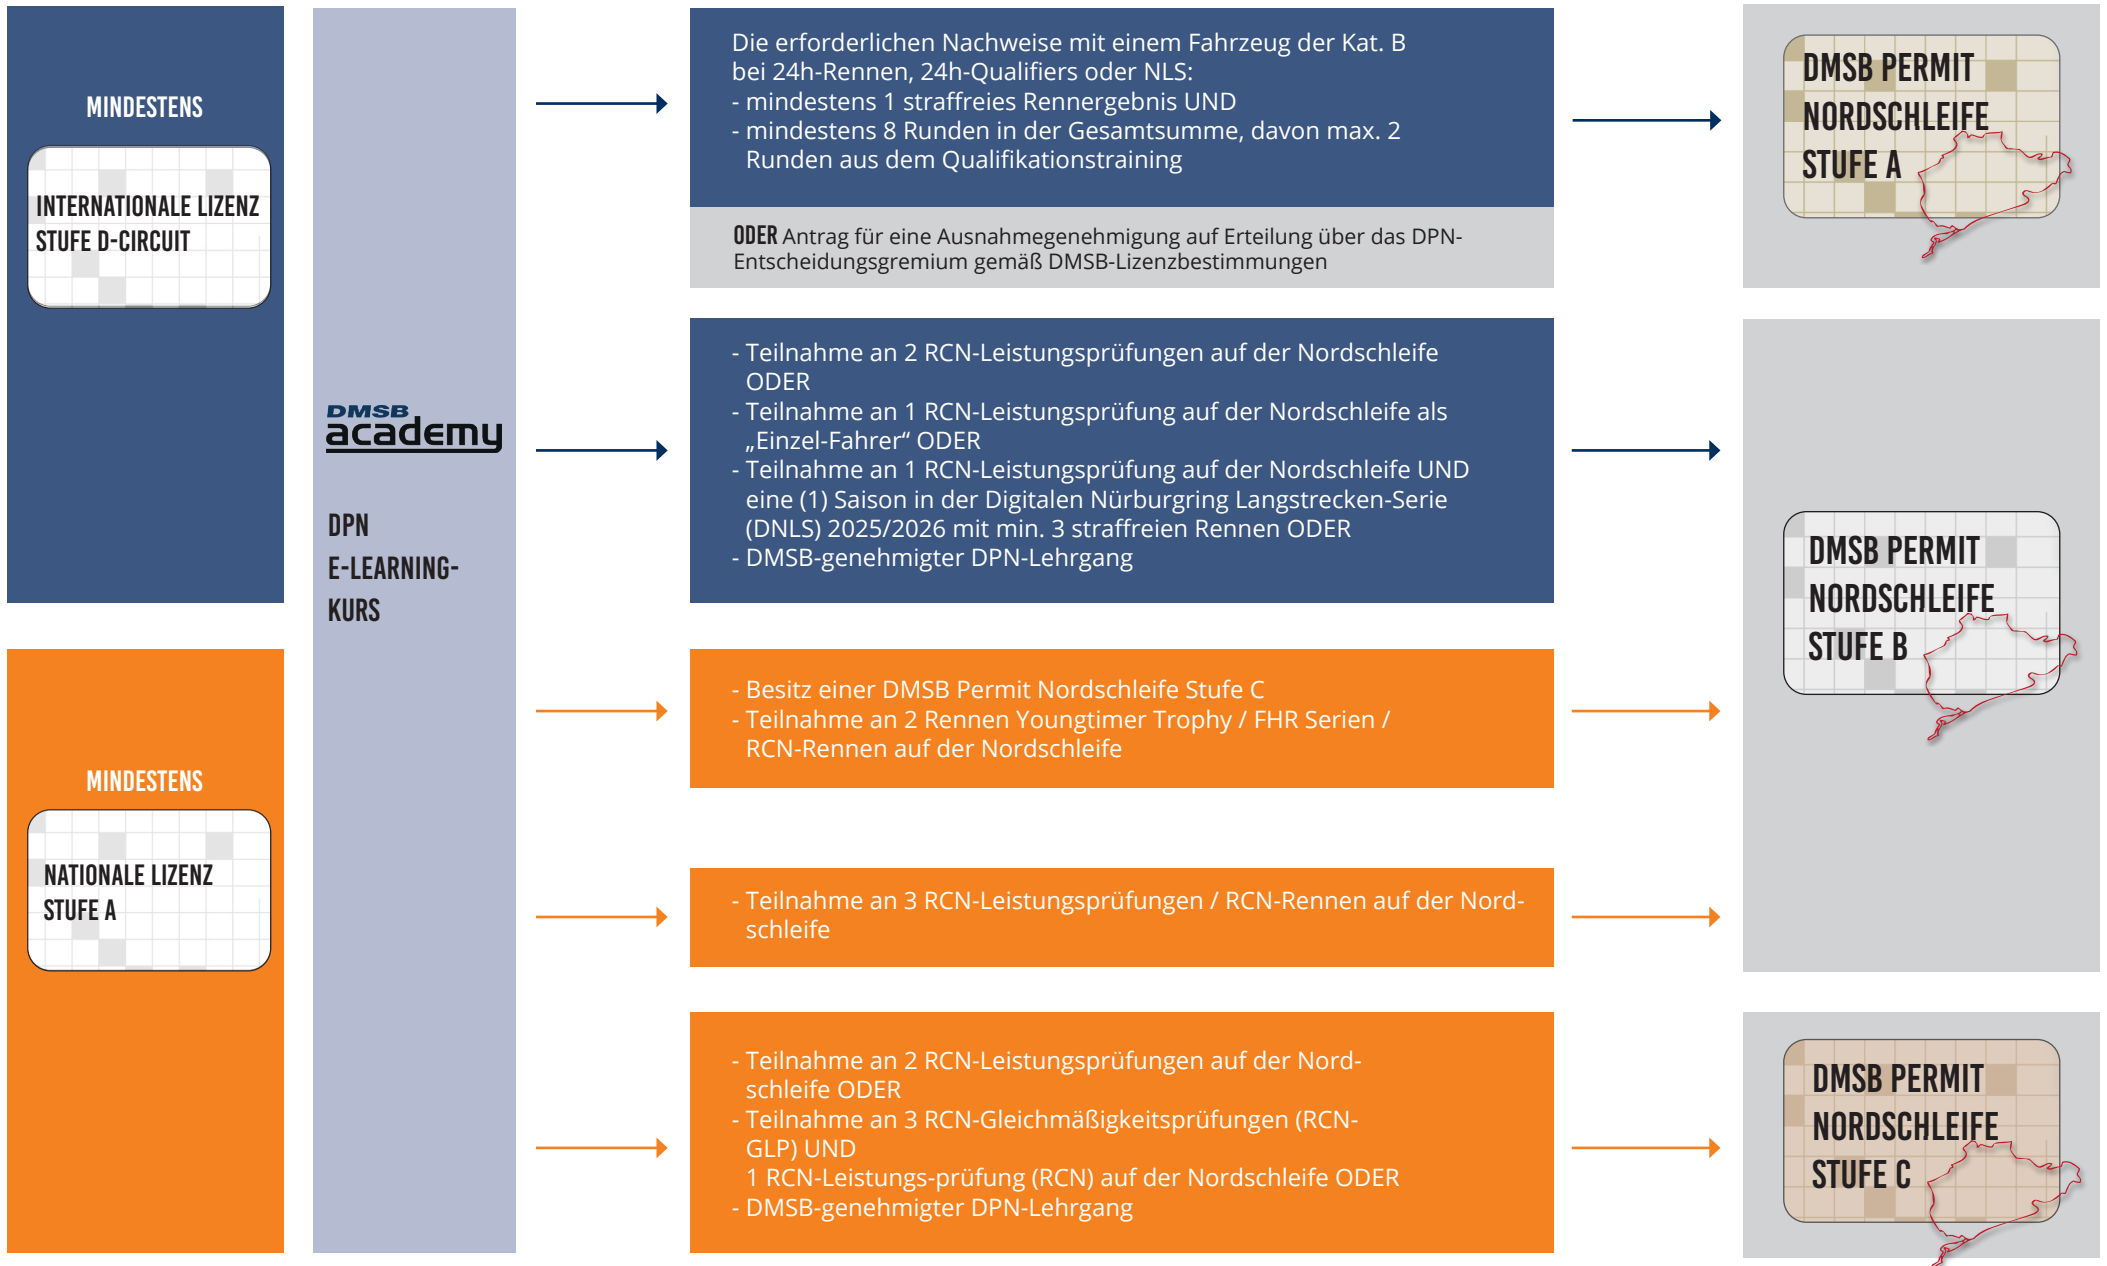 MINDESTENS
INTERNATIONALE LIZENZ
STUFE D-CIRCUIT
MINDESTENS
NATIONALE LIZENZ
STUFE A
DMSB
academy
DPN
E-LEARNING-
KURS
Die erforderlichen Nachweise mit einem Fahrzeug der Kat. B
bei 24h-Rennen, 24h-Qualifiers oder NLS:
- mindestens 1 straffreies Rennergebnis UND
- mindestens 8 Runden in der Gesamtsumme, davon max. 2
Runden aus dem Qualifikationstraining
ODER Antrag für eine Ausnahmegenehmigung auf Erteilung über das DPN-
Entscheidungsgremium gemäß DMSB-Lizenzbestimmungen
DMSB PERMIT
NORDSCHLEIFE
STUFE A
- Teilnahme an 2 RCN-Leistungsprüfungen auf der Nordschleife
ODER
- Teilnahme an 1 RCN-Leistungsprüfung auf der Nordschleife als
„Einzel-Fahrer“ ODER
- Teilnahme an 1 RCN-Leistungsprüfung auf der Nordschleife UND
eine (1) Saison in der Digitalen Nürburgring Langstrecken-Serie
(DNLS) 2025/2026 mit min. 3 straffreien Rennen ODER
- DMSB-genehmigter DPN-Lehrgang
- Besitz einer DMSB Permit Nordschleife Stufe C
- Teilnahme an 2 Rennen Youngtimer Trophy / FHR Serien /
RCN-Rennen auf der Nordschleife
- Teilnahme an 3 RCN-Leistungsprüfungen / RCN-Rennen auf der Nord-
schleife
DMSB PERMIT
NORDSCHLEIFE
STUFE B
- Teilnahme an 2 RCN-Leistungsprüfungen auf der Nord-
schleife ODER
- Teilnahme an 3 RCN-Gleichmäßigkeitsprüfungen (RCN-
GLP) UND
1 RCN-Leistungs-prüfung (RCN) auf der Nordschleife ODER
- DMSB-genehmigter DPN-Lehrgang
DMSB PERMIT
NORDSCHLEIFE
STUFE C